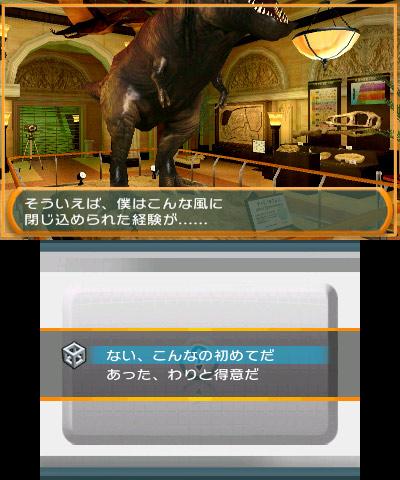 そういえば、僕はこんな風に
閉じ込められた経験が……
ない、こんなの初めてだ
あった、わりと得意だ